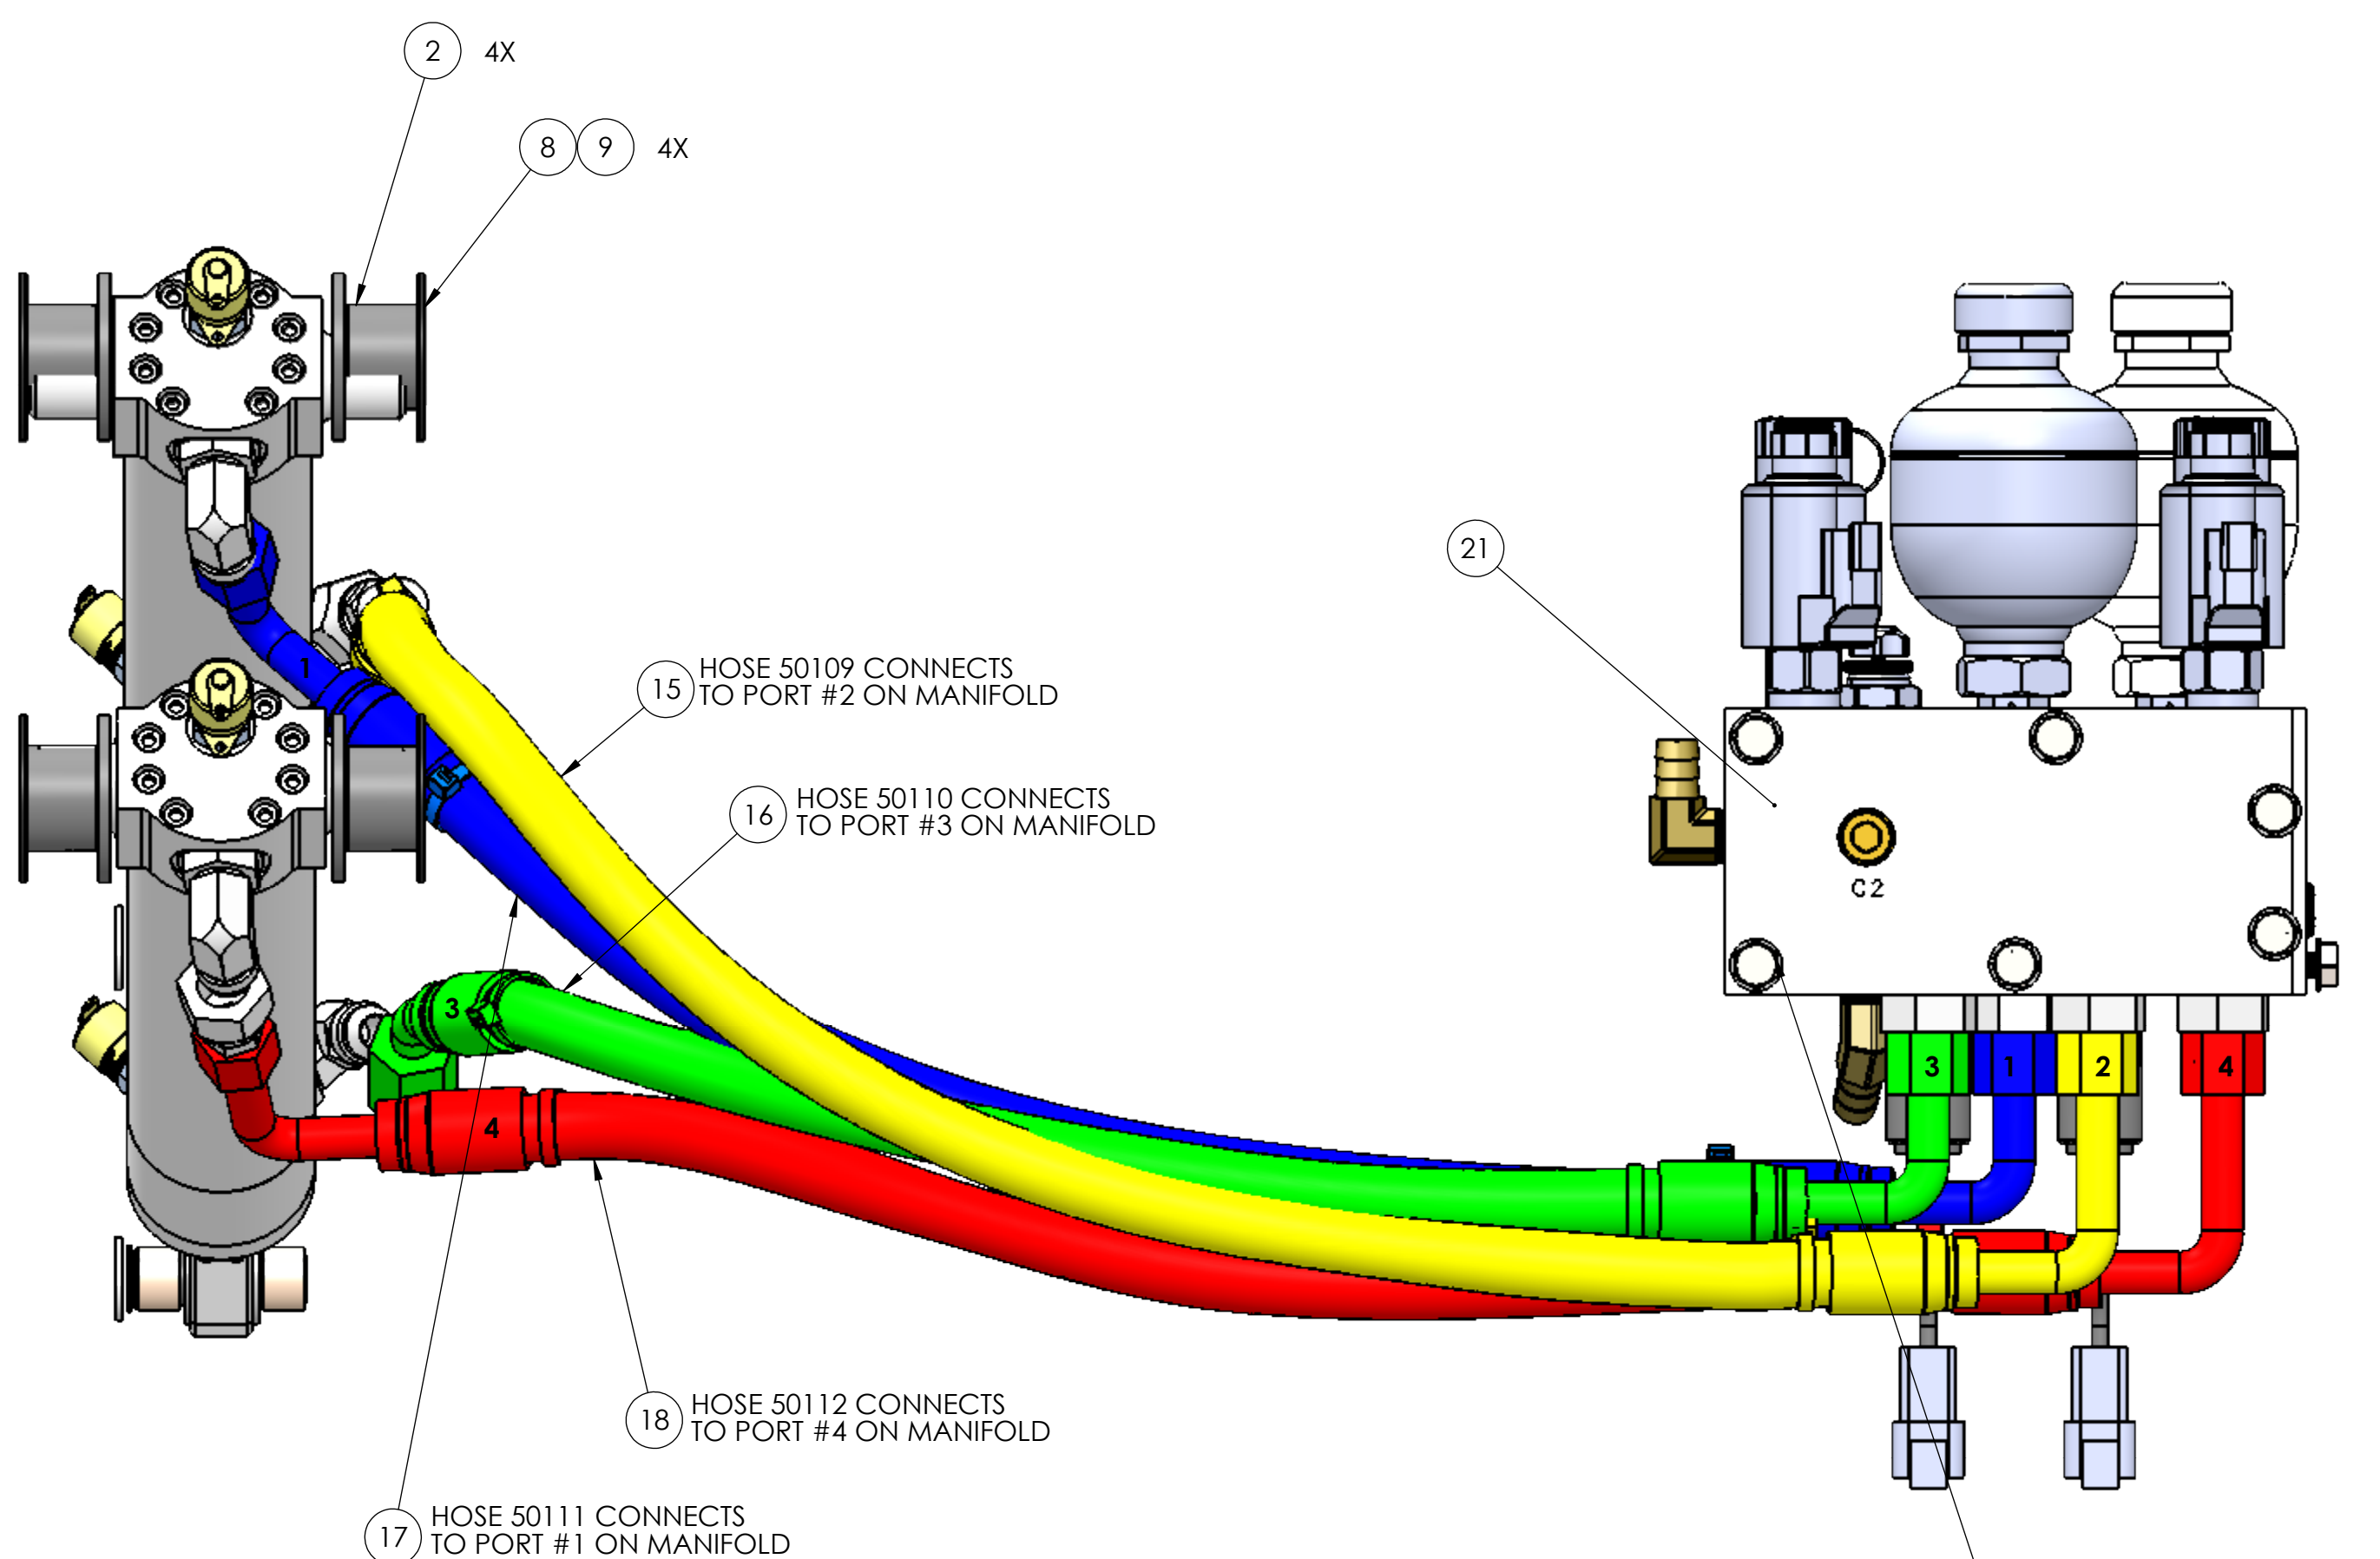 2 4X
8 9 4X
21
15 HOSE 50109 CONNECTS
TO PORT #2 ON MANIFOLD
1
16 HOSE 50110 CONNECTS
TO PORT #3 ON MANIFOLD
C2
3
4
3 1 2 4
18 HOSE 50112 CONNECTS
TO PORT #4 ON MANIFOLD
17 HOSE 50111 CONNECTS
TO PORT #1 ON MANIFOLD